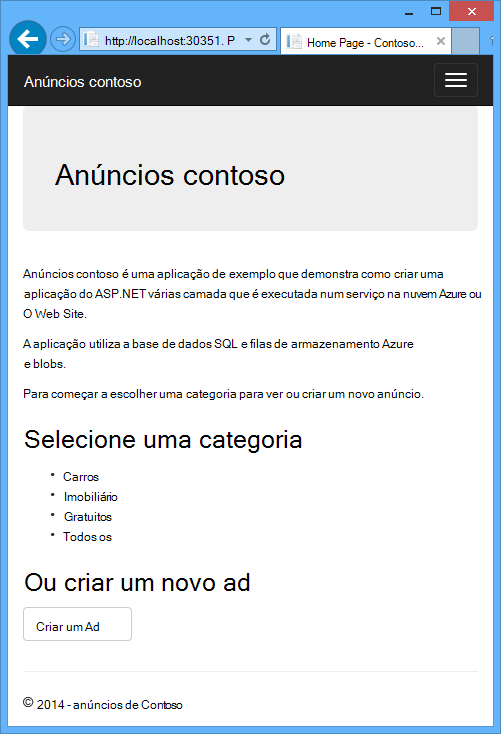 http://localhost:30351. P
Home Page - Contoso...
Anúncios contoso
Anúncios contoso
Anúncios contoso é uma aplicação de exemplo que demonstra como criar uma
aplicação do ASP.NET várias camada que é executada num serviço na nuvem Azure ou
O Web Site.
A aplicação utiliza a base de dados SQL e filas de armazenamento Azure
e blobs.
Para começar a escolher uma categoria para ver ou criar um novo anúncio.
Selecione uma categoria
• Carros
• Imobiliário
• Gratuitos
• Todos os
Ou criar um novo ad
Criar um Ad
© 2014 - anúncios de Contoso